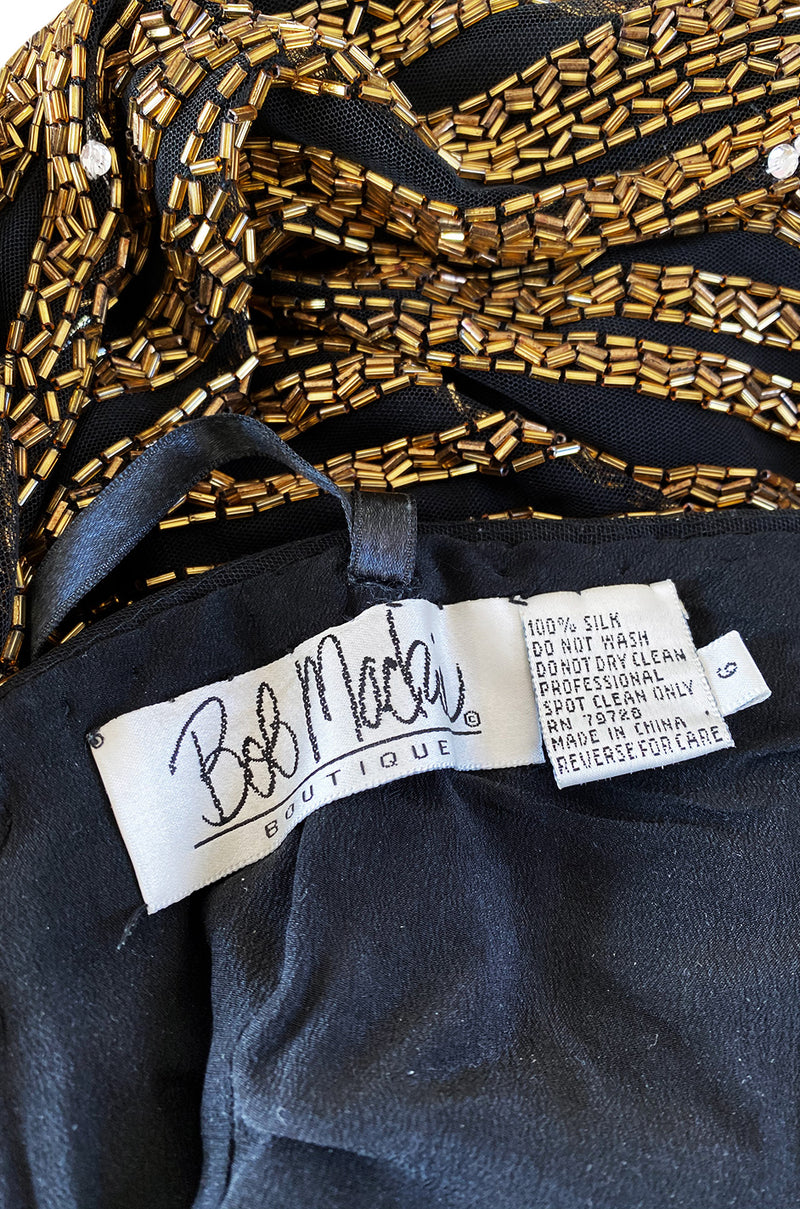 Bob Mackie ©
BOUTIQUE
100% SILK
DO NOT WASH
DO NOT DRY CLEAN
PROFESSIONAL
SPOT CLEAN ONLY
RN 79728
MADE IN CHINA
REVERSE FOR CARE
6